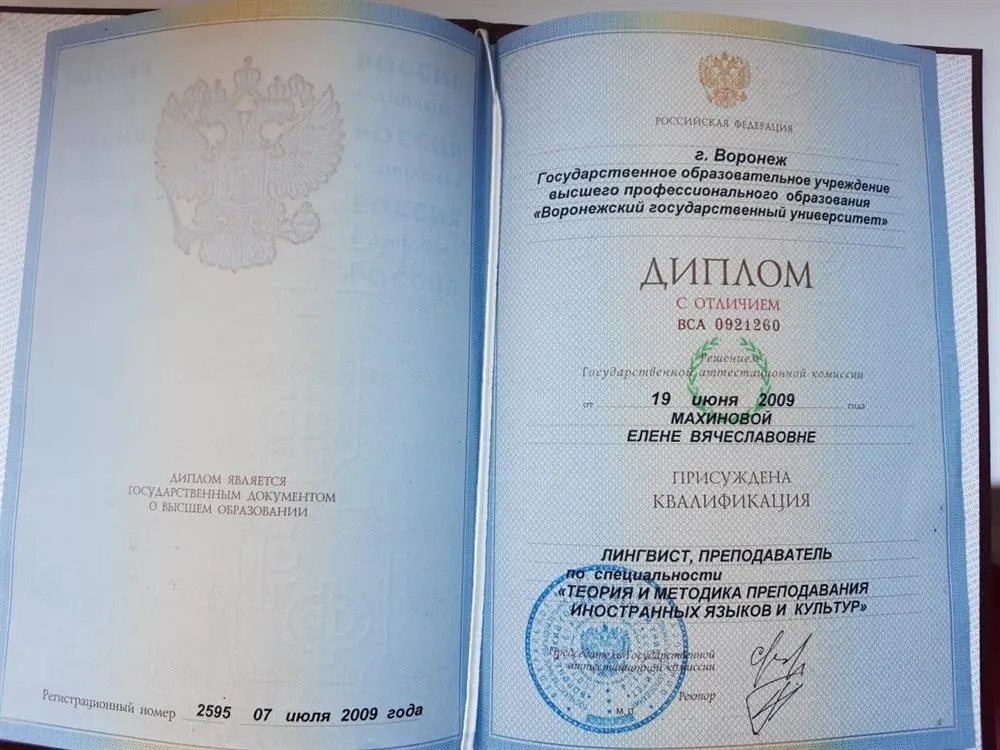 ДИПЛОМ ЯВЛЯЕТСЯ
ГОСУДАРСТВЕННЫМ ДОКУМЕНТОМ
О ВЫСШЕМ ОБРАЗОВАНИИ
Регистрационный номер 2595 07 июля 2009 года
РОССИЙСКАЯ ФЕДЕРАЦИЯ
г. Воронеж
Государственное образовательное учреждение
высшего профессионального образования
«Воронежский государственный университет»
ДИПЛОМ
С ОТЛИЧИЕМ
ВСА 0921260
Решением
Государственной аттестационной комиссии
от 19 июня 2009 года
МАХИНОВОЙ
ЕЛЕНЕ ВЯЧЕСЛАВОВНЕ
ПРИСУЖДЕНА
КВАЛИФИКАЦИЯ
ЛИНГВИСТ, ПРЕПОДАВАТЕЛЬ
по специальности
«ТЕОРИЯ И МЕТОДИКА ПРЕПОДАВАНИЯ
ИНОСТРАННЫХ ЯЗЫКОВ И КУЛЬТУР»
Председатель Государственной
аттестационной комиссии
Ректор
М.П.